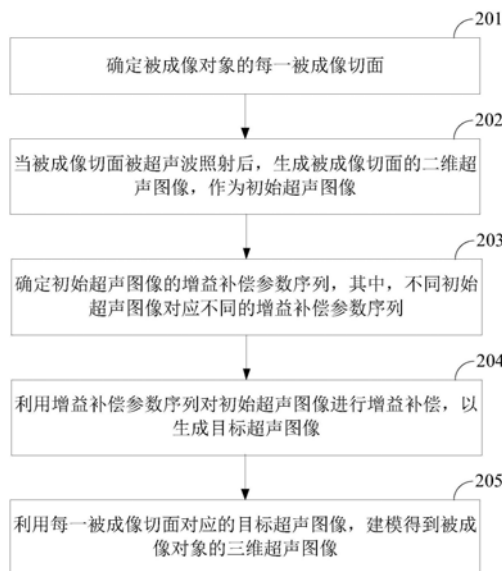 201
确定被成像对象的每一被成像切面
202
当被成像切面被超声波照射后，生成被成像切面的二维超
声图像，作为初始超声图像
203
确定初始超声图像的增益补偿参数序列，其中，不同初始
超声图像对应不同的增益补偿参数序列
204
利用增益补偿参数序列对初始超声图像进行增益补偿，以
生成目标超声图像
205
利用每一被成像切面对应的目标超声图像，建模得到被成
像对象的三维超声图像